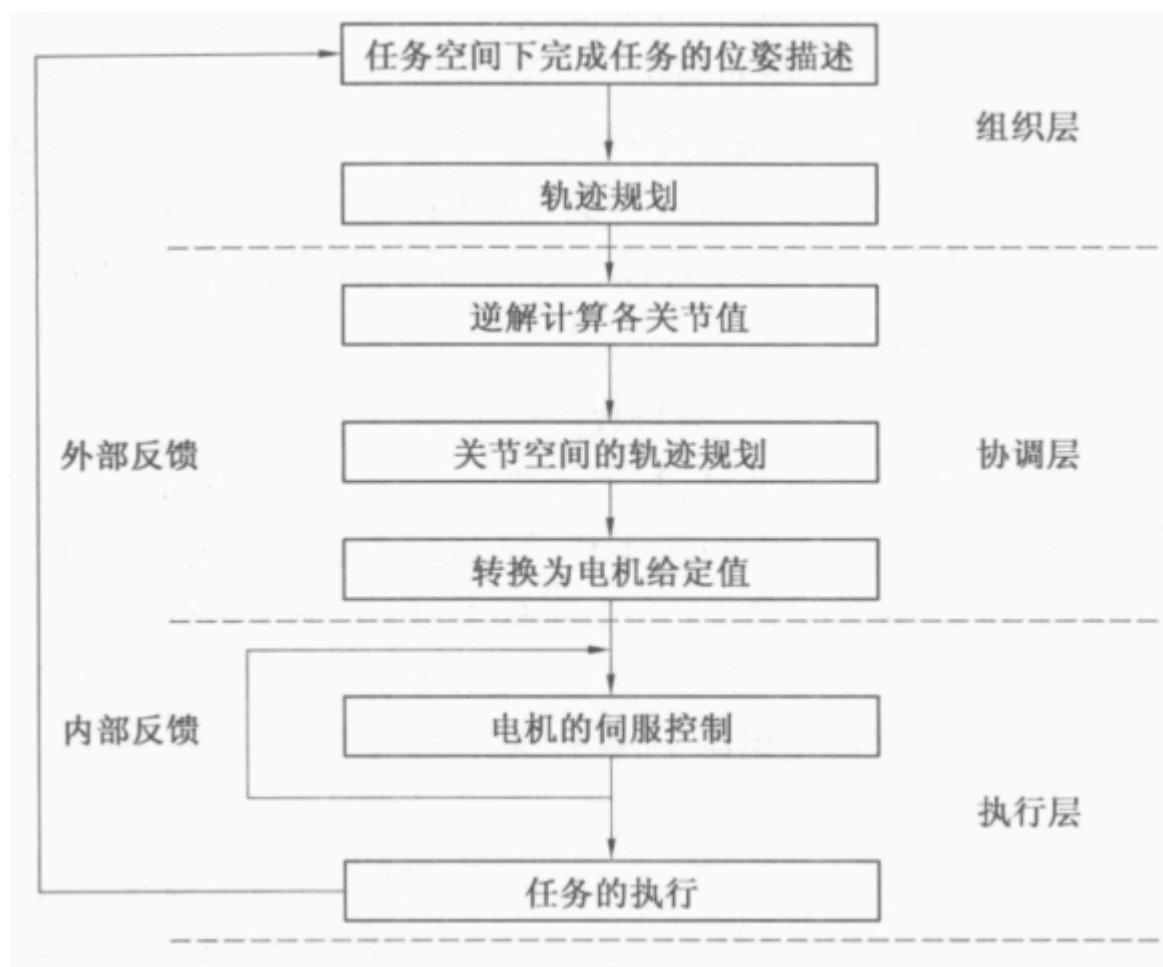 任务空间下完成任务的位姿描述
组织层
轨迹规划
逆解计算各关节值
外部反馈
关节空间的轨迹规划
协调层
转换为电机给定值
内部反馈
电机的伺服控制
执行层
任务的执行